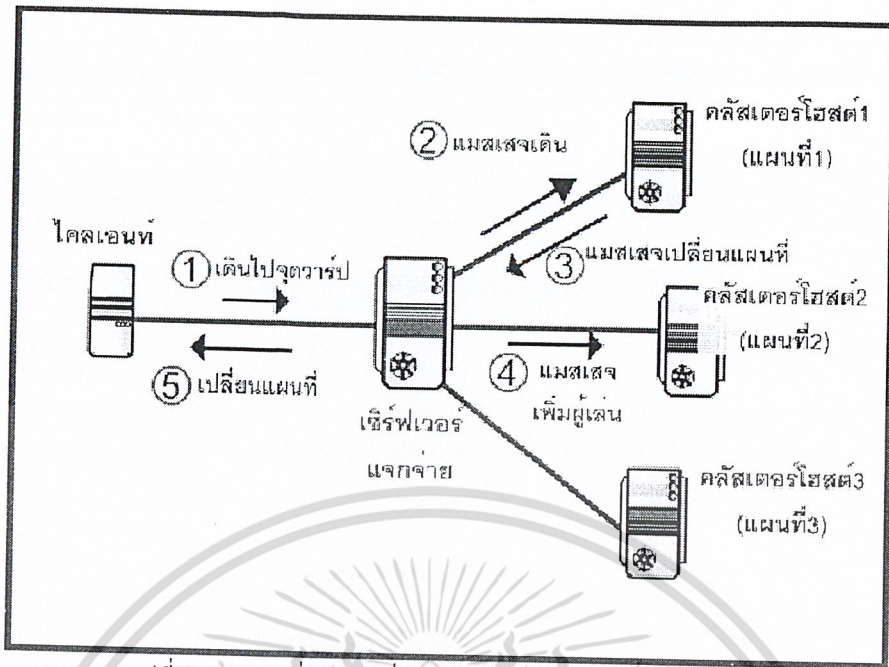 คลัสเตอร์โฮสต์1
(แผนที่1)
② แมสเสจเดิน
③ แมสเสจเปลี่ยนแผนที่
ไคลเอนท์
① เดินไปจุดวาร์ป
คลัสเตอร์โฮสต์2
(แผนที่2)
⑤ เปลี่ยนแผนที่
④ แมสเสจ
เพิ่มผู้เล่น
เซิร์ฟเวอร์
แจกจ่าย
คลัสเตอร์โฮสต์3
(แผนที่3)